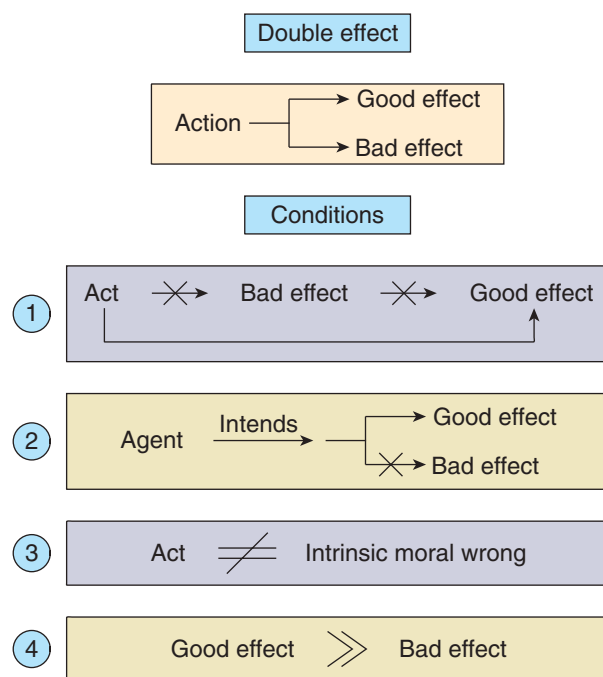 Double effect
Good effect
Action
Bad effect
Conditions
1 Act Bad effect Good effect
Intends Good effect
2 Agent
Bad effect
3 Act Intrinsic moral wrong
4 Good effect Bad effect